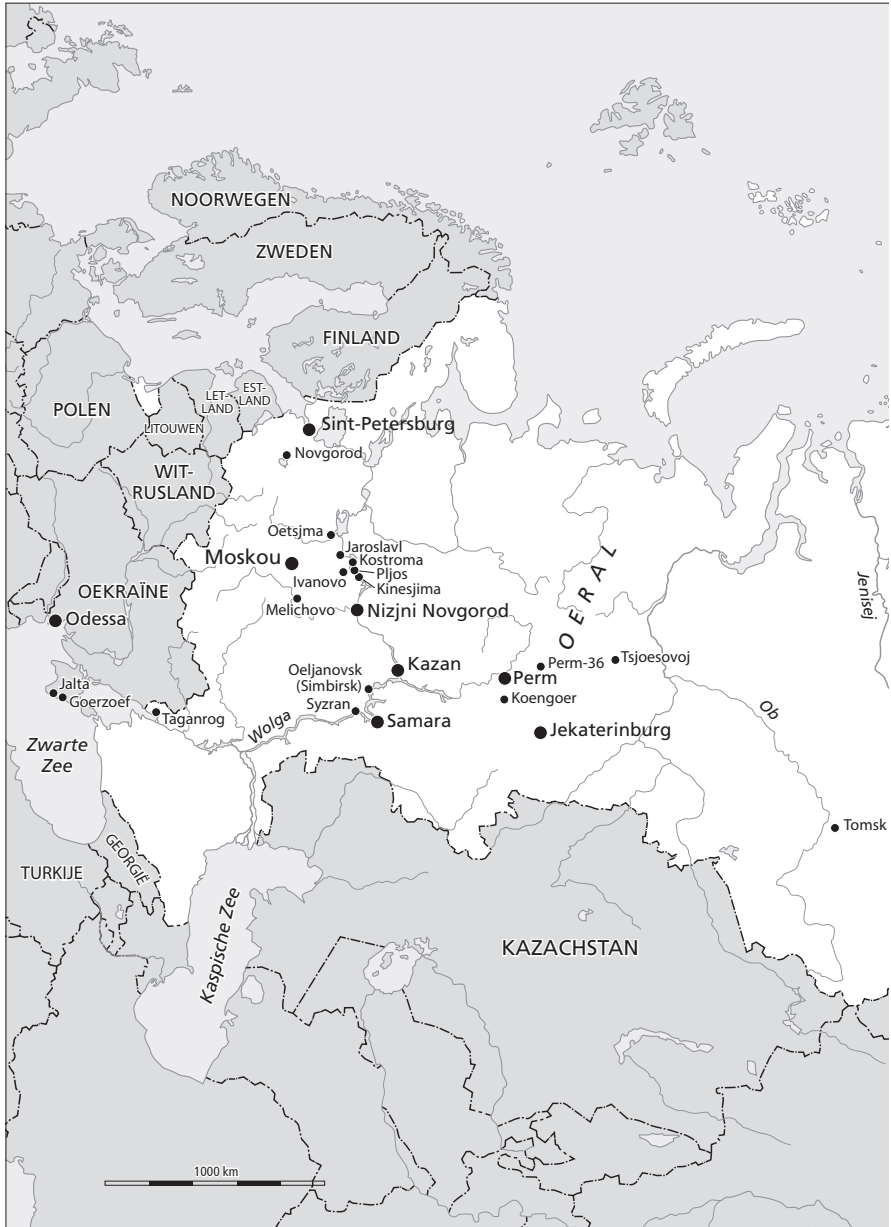 NOORWEGEN
ZWEDEN
FINLAND
POLEN
LET-
LAND
EST-
LAND
LITOUWEN
Sint-Petersburg
Novgorod
WIT-
RUSLAND
Oetsjma
Jaroslavl
Moskou
Kostroma
Pljos
Ivanovo
Kinesjima
OEKRAÏNE
Melichovo
Nizjni Novgorod
Odessa
OERAL
Jenisej
Kazan
Perm-36
Tsjoesovoj
Oeljanovsk
(Simbirsk)
Perm
Jalta
Goerzoef
Koengoer
Syzran
Taganrog
Wolga
Samara
Ob
Jekaterinburg
Zwarte
Zee
Tomsk
GEORGIË
TURKIJE
Kaspische Zee
KAZACHSTAN
1000 km